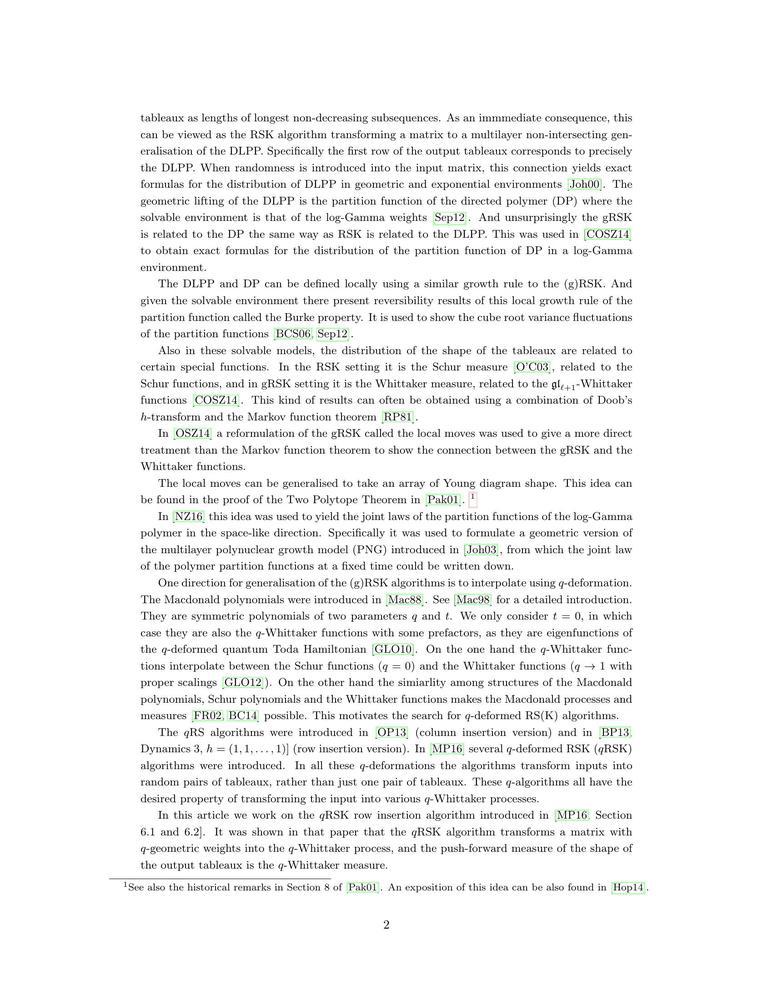 tableaux as lengths of longest non-decreasing subsequences. As an immmediate consequence, this
can be viewed as the RSK algorithm transforming a matrix to a multilayer non-intersecting gen-
eralisation of the DLPP. Specifically the first row of the output tableaux corresponds to precisely
the DLPP. When randomness is introduced into the input matrix, this connection yields exact
formulas for the distribution of DLPP in geometric and exponential environments [Joh00]. The
geometric lifting of the DLPP is the partition function of the directed polymer (DP) where the
solvable environment is that of the log-Gamma weights [Sep12]. And unsurprisingly the gRSK
is related to the DP the same way as RSK is related to the DLPP. This was used in [COSZ14]
to obtain exact formulas for the distribution of the partition function of DP in a log-Gamma
environment.
The DLPP and DP can be defined locally using a similar growth rule to the (g)RSK. And
given the solvable environment there present reversibility results of this local growth rule of the
partition function called the Burke property. It is used to show the cube root variance fluctuations
of the partition functions [BCS06, Sep12].
Also in these solvable models, the distribution of the shape of the tableaux are related to
certain special functions. In the RSK setting it is the Schur measure [O'C03], related to the
Schur functions, and in gRSK setting it is the Whittaker measure, related to the 𝔤𝔩ℓ+1-Whittaker
functions [COSZ14]. This kind of results can often be obtained using a combination of Doob's
h-transform and the Markov function theorem [RP81].
In [OSZ14] a reformulation of the gRSK called the local moves was used to give a more direct
treatment than the Markov function theorem to show the connection between the gRSK and the
Whittaker functions.
The local moves can be generalised to take an array of Young diagram shape. This idea can
be found in the proof of the Two Polytope Theorem in [Pak01]. 1
In [NZ16] this idea was used to yield the joint laws of the partition functions of the log-Gamma
polymer in the space-like direction. Specifically it was used to formulate a geometric version of
the multilayer polynuclear growth model (PNG) introduced in [Joh03], from which the joint law
of the polymer partition functions at a fixed time could be written down.
One direction for generalisation of the (g)RSK algorithms is to interpolate using q-deformation.
The Macdonald polynomials were introduced in [Mac88]. See [Mac98] for a detailed introduction.
They are symmetric polynomials of two parameters q and t. We only consider t = 0, in which
case they are also the q-Whittaker functions with some prefactors, as they are eigenfunctions of
the q-deformed quantum Toda Hamiltonian [GLO10]. On the one hand the q-Whittaker func-
tions interpolate between the Schur functions (q = 0) and the Whittaker functions (q → 1 with
proper scalings [GLO12]). On the other hand the simiarlity among structures of the Macdonald
polynomials, Schur polynomials and the Whittaker functions makes the Macdonald processes and
measures [FR02, BC14] possible. This motivates the search for q-deformed RS(K) algorithms.
The qRS algorithms were introduced in [OP13] (column insertion version) and in [BP13,
Dynamics 3, h = (1, 1, . . . , 1)] (row insertion version). In [MP16] several q-deformed RSK (qRSK)
algorithms were introduced. In all these q-deformations the algorithms transform inputs into
random pairs of tableaux, rather than just one pair of tableaux. These q-algorithms all have the
desired property of transforming the input into various q-Whittaker processes.
In this article we work on the qRSK row insertion algorithm introduced in [MP16, Section
6.1 and 6.2]. It was shown in that paper that the qRSK algorithm transforms a matrix with
q-geometric weights into the q-Whittaker process, and the push-forward measure of the shape of
the output tableaux is the q-Whittaker measure.
1See also the historical remarks in Section 8 of [Pak01]. An exposition of this idea can be also found in [Hop14].
2